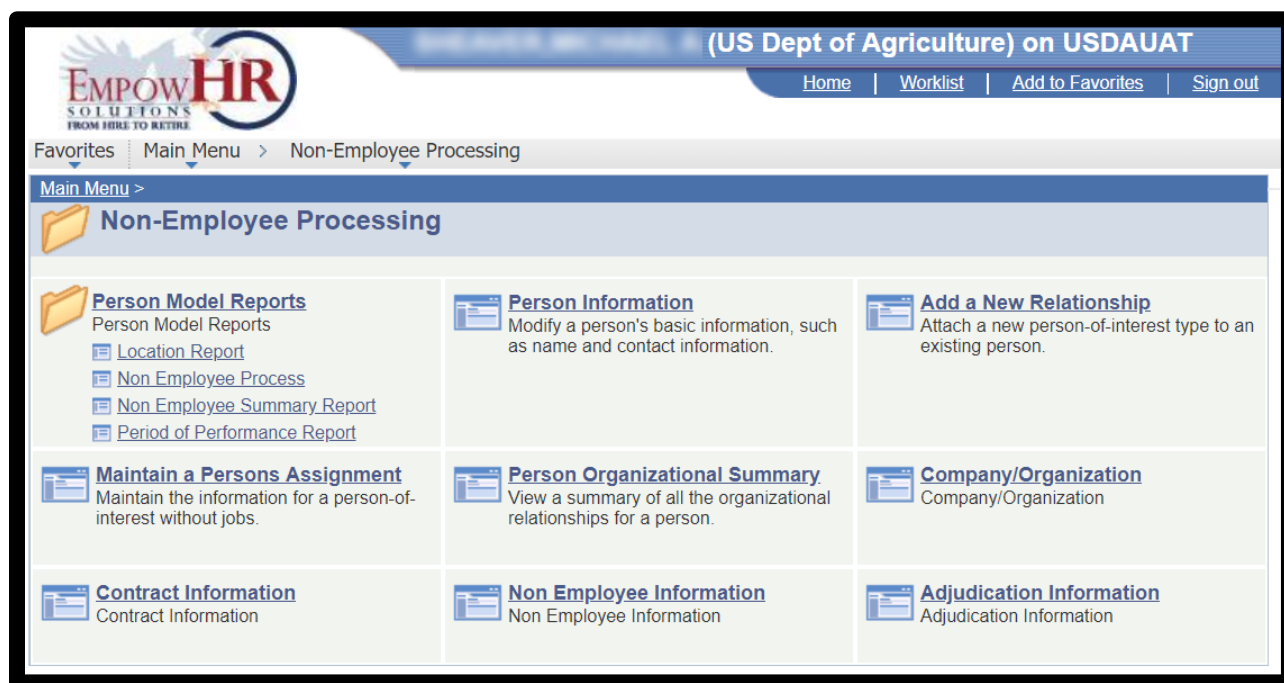 (US Dept of Agriculture) on USDAUAT
EMPOWHR
SOLUTIONS
FROM HIRE TO RETIRE
Home | Worklist | Add to Favorites | Sign out
Favorites Main Menu > Non-Employee Processing
Main Menu >
Non-Employee Processing
Person Model Reports
Person Model Reports
Location Report
Non Employee Process
Non Employee Summary Report
Period of Performance Report
Person Information
Modify a person's basic information, such
as name and contact information.
Add a New Relationship
Attach a new person-of-interest type to an
existing person.
Maintain a Persons Assignment
Maintain the information for a person-of-
interest without jobs.
Person Organizational Summary
View a summary of all the organizational
relationships for a person.
Company/Organization
Company/Organization
Contract Information
Contract Information
Non Employee Information
Non Employee Information
Adjudication Information
Adjudication Information